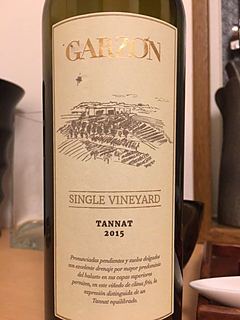 GARZÓN
SINGLE VINEYARD
TANNAT
2015
Pronunciadas pendientes y suelos delgados
con excelente drenaje por mayor predominio
del balasto en sus capas superiores
permiten, en este viñedo de clima frío, la
expresión distinguida de un
Tannat equilibrado.